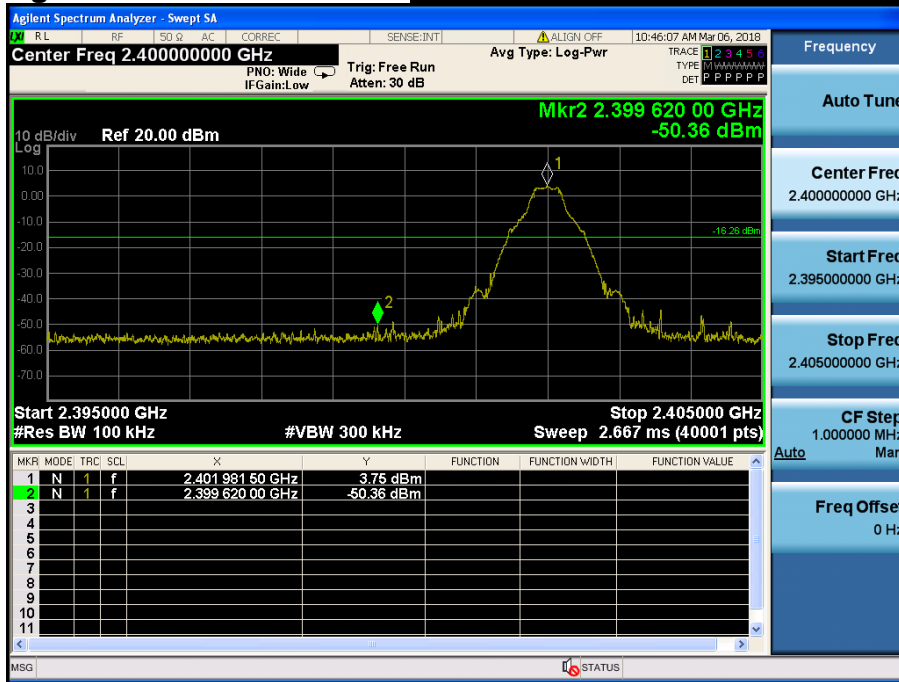 Agilent Spectrum Analyzer - Swept SA
LXI RL RF 50 Ω AC CORREC SENSE:INT ALIGN OFF 10:46:07 AM Mar 06, 2018
Center Freq 2.400000000 GHz
PNO: Wide
IFGain:Low
Trig: Free Run
Atten: 30 dB
Avg Type: Log-Pwr
TRACE 1 2 3 4 5 6
TYPE M
DET P P P P P P
Mkr2 2.399 620 00 GHz
-50.36 dBm
10 dB/div Ref 20.00 dBm
Log
10.0
0.00
-10.0
-20.0
-30.0
-40.0
-50.0
-60.0
-70.0
1
2
-16.26 dBm
Start 2.395000 GHz Stop 2.405000 GHz
#Res BW 100 kHz #VBW 300 kHz Sweep 2.667 ms (40001 pts)
MKR MODE TRC SCL X Y FUNCTION FUNCTION WIDTH FUNCTION VALUE
1 N 1 f 2.401 981 50 GHz 3.75 dBm
2 N 1 f 2.399 620 00 GHz -50.36 dBm
3
4
5
6
7
8
9
10
11
MSG STATUS
Frequency
Auto Tune
Center Freq
2.400000000 GHz
Start Freq
2.395000000 GHz
Stop Freq
2.405000000 GHz
CF Step
1.000000 MHz
Auto Man
Freq Offset
0 Hz